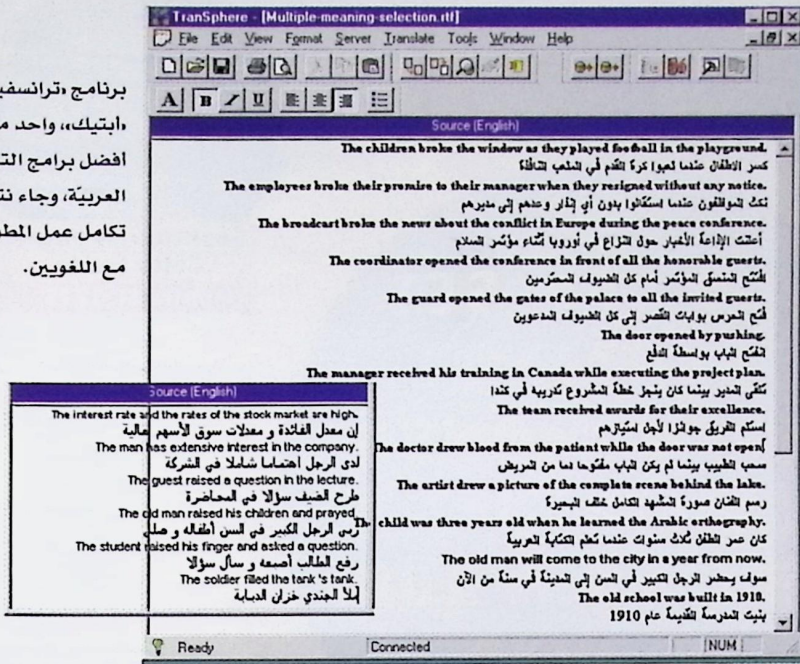 برنامج «ترانسفي
«أبتيك»، واحد م
أفضل برامج الت
العربيّة، وجاء نت
تكامل عمل المطو
مع اللغويين.
TranSphere - [Multiple-meaning-selection.rtf]
File Edit View Format Server Translate Tools Window Help
A B I U
Source (English)
The children broke the window as they played football in the playground.
كسر الاطفال عندما لعبوا كرة القدم في الملعب النافذة
The employees broke their promise to their manager when they resigned without any notice.
نكث الموظفون عندما استقالوا بدون أي إنذار وعدهم إلى مديرهم
The broadcart broke the news about the conflict in Europe during the peace conference.
أعلنت الإذاعة الأخبار حول النزاع في أوروبا أثناء مؤتمر السلام
The coordinator opened the conference in front of all the honorable guests.
افتتح المنسق المؤتمر أمام كل الضيوف المحترمين
The guard opened the gates of the palace to all the invited guests.
فتح الحرس بوابات القصر إلى كل الضيوف المدعوين
The door opened by pushing.
انفتح الباب بواسطة الدفع
The manager received his training in Canada while executing the project plan.
تلقى المدير بينما كان ينجز خطة المشروع تدريبه في كندا
The team received awards for their excellence.
استلم الفريق جوائزا لأجل امتيازهم
The doctor drew blood from the patient while the door was not open
سحب الطبيب بينما لم يكن الباب مفتوحا دما من المريض
The artist drew a picture of the complete scene behind the lake.
رسم الفنان صورة المشهد الكامل خلف البحيرة
The child was three years old when he learned the Arabic orthography.
كان عمر الطفل ثلاث سنوات عندما تعلم الكتابة العربية
The old man will come to the city in a year from now.
سوف يحضر الرجل الكبير في السن إلى المدينة في سنة من الآن
The old school was built in 1910.
بنيت المدرسة القديمة عام 1910
Source (English)
The interest rate and the rates of the stock market are high.
إن معدل الفائدة و معدلات سوق الأسهم عالية
The man has extensive interest in the company.
لدى الرجل اهتماما شاملا في الشركة
The guest raised a question in the lecture.
طرح الضيف سؤالا في المحاضرة
The old man raised his children and prayed.
ربى الرجل الكبير في السن أطفاله و صلى
The student raised his finger and asked a question.
رفع الطالب أصبعه و سأل سؤالا
The soldier filled the tank 's tank.
ملأ الجندي خزان الدبابة
Ready Connected NUM